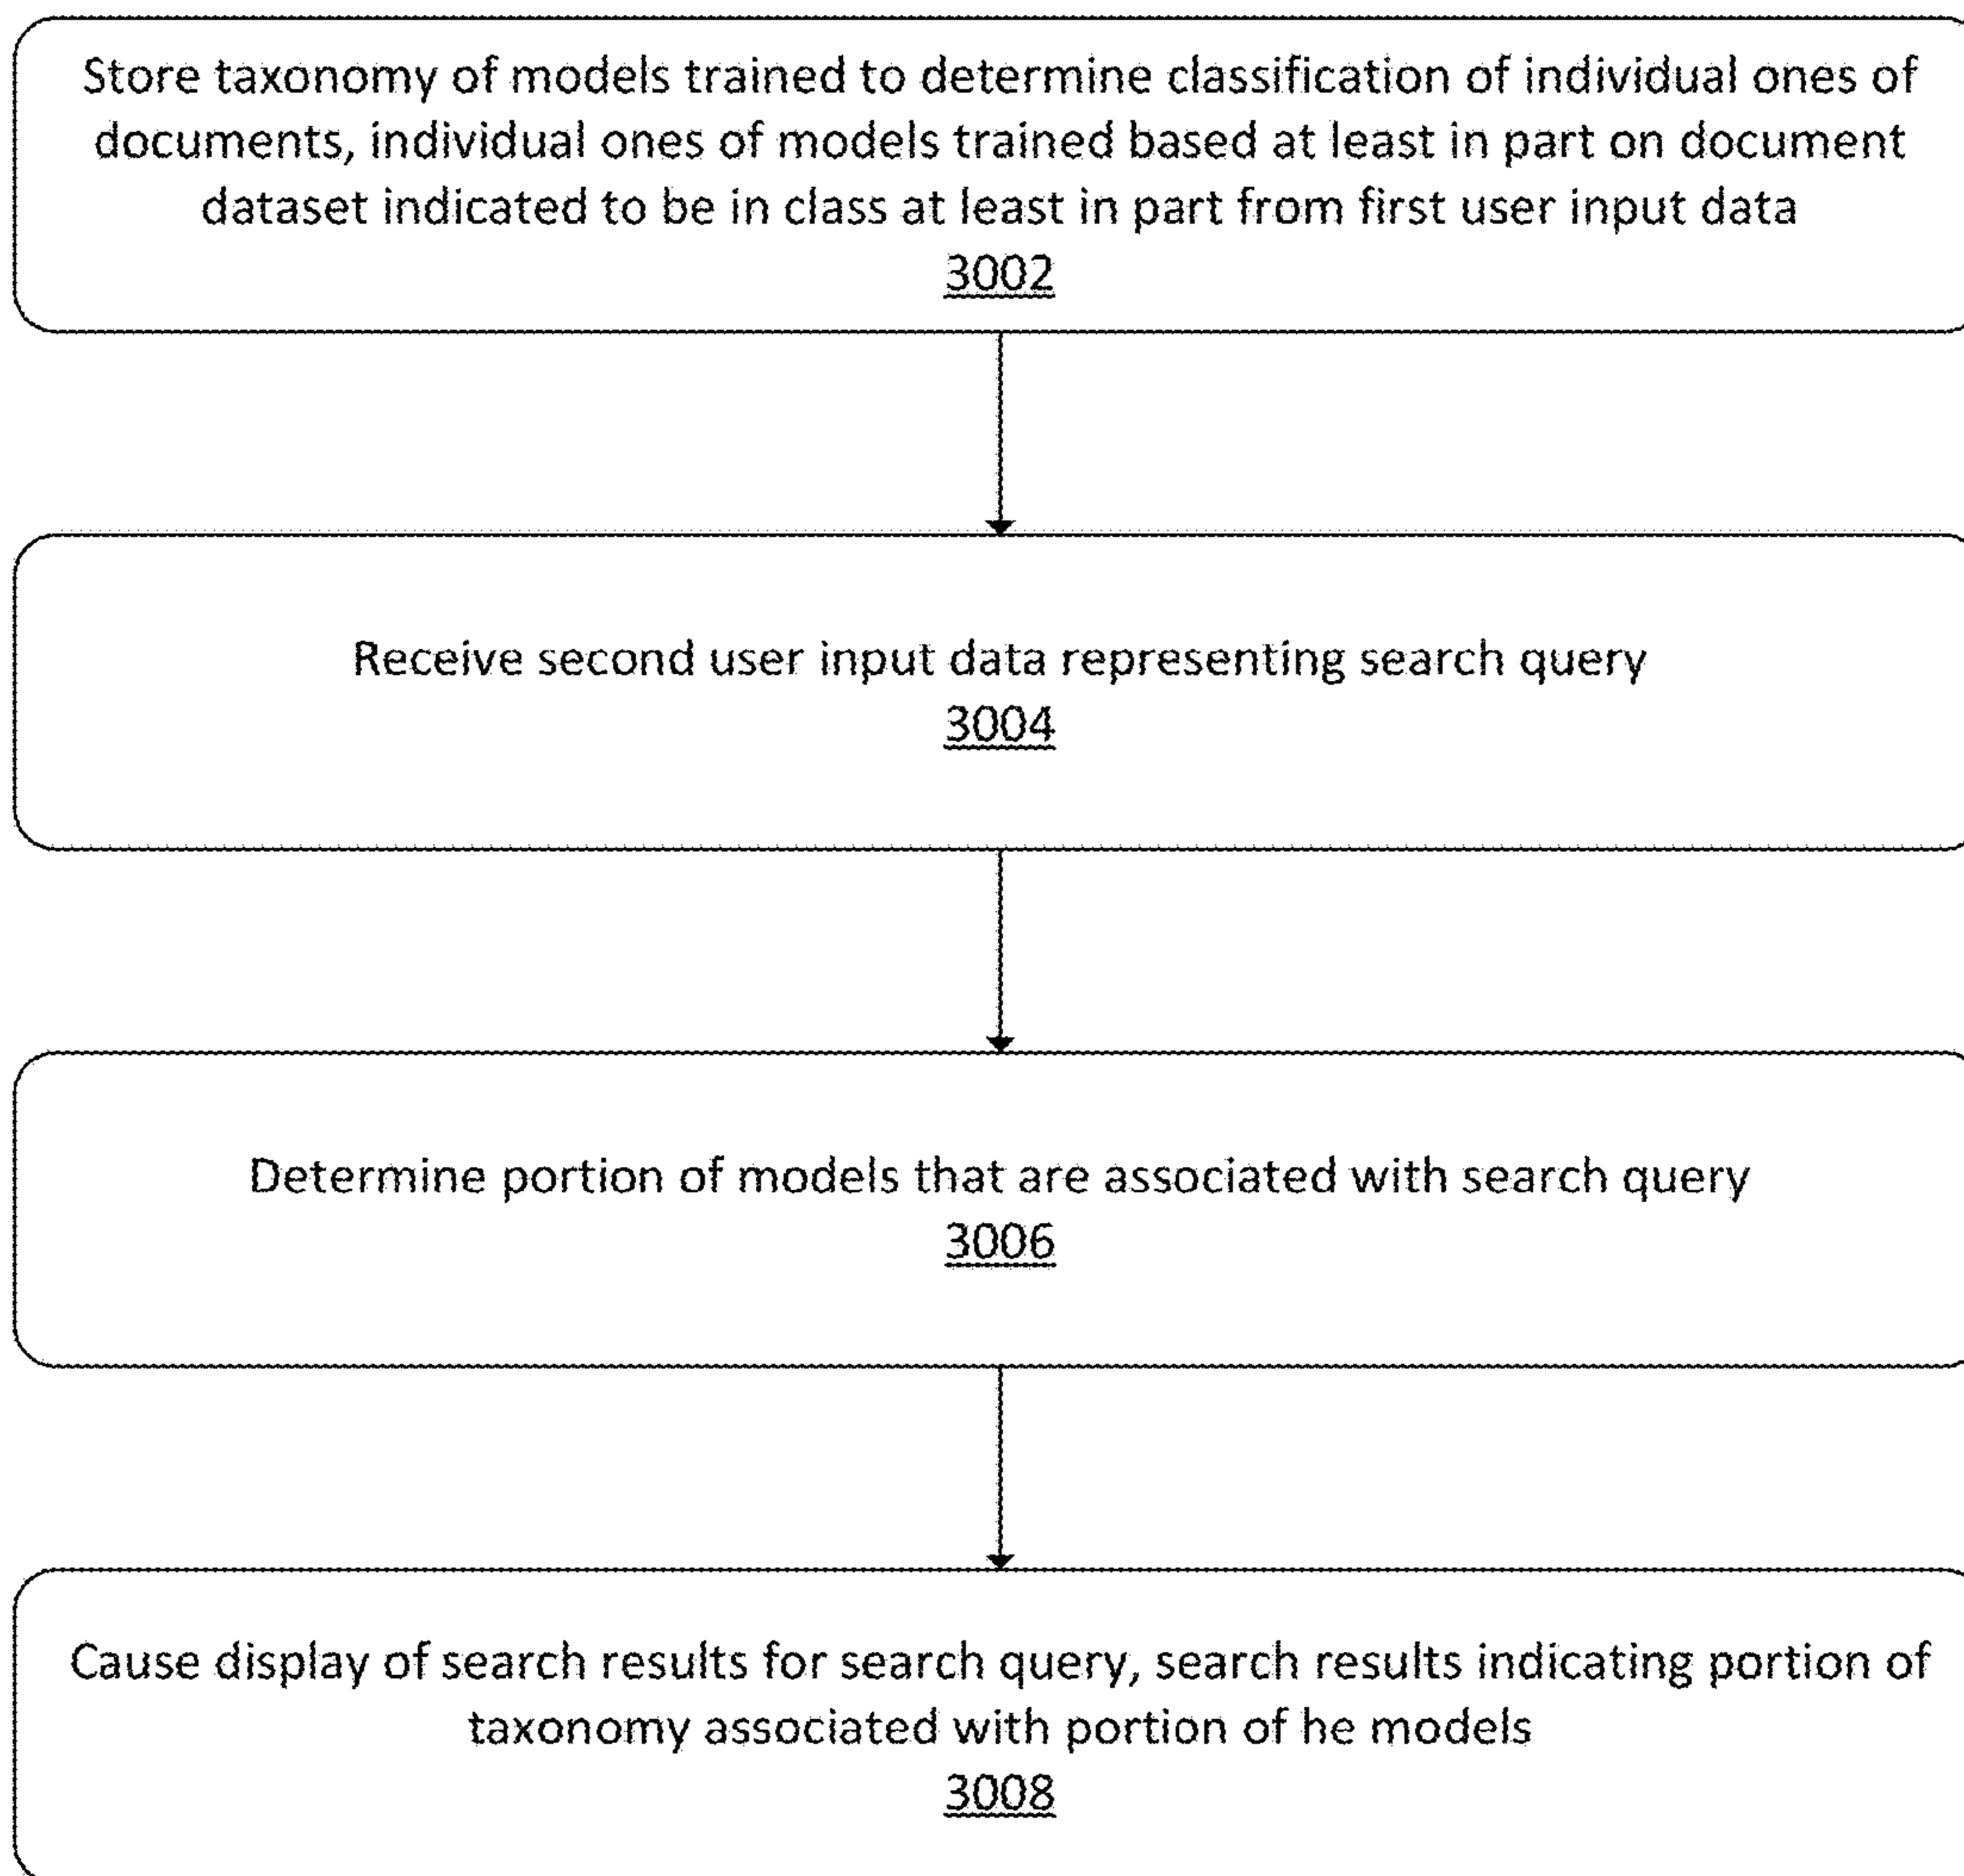 Store taxonomy of models trained to determine classification of individual ones of
documents, individual ones of models trained based at least in part on document
dataset indicated to be in class at least in part from first user input data
3002
Receive second user input data representing search query
3004
Determine portion of models that are associated with search query
3006
Cause display of search results for search query, search results indicating portion of
taxonomy associated with portion of he models
3008